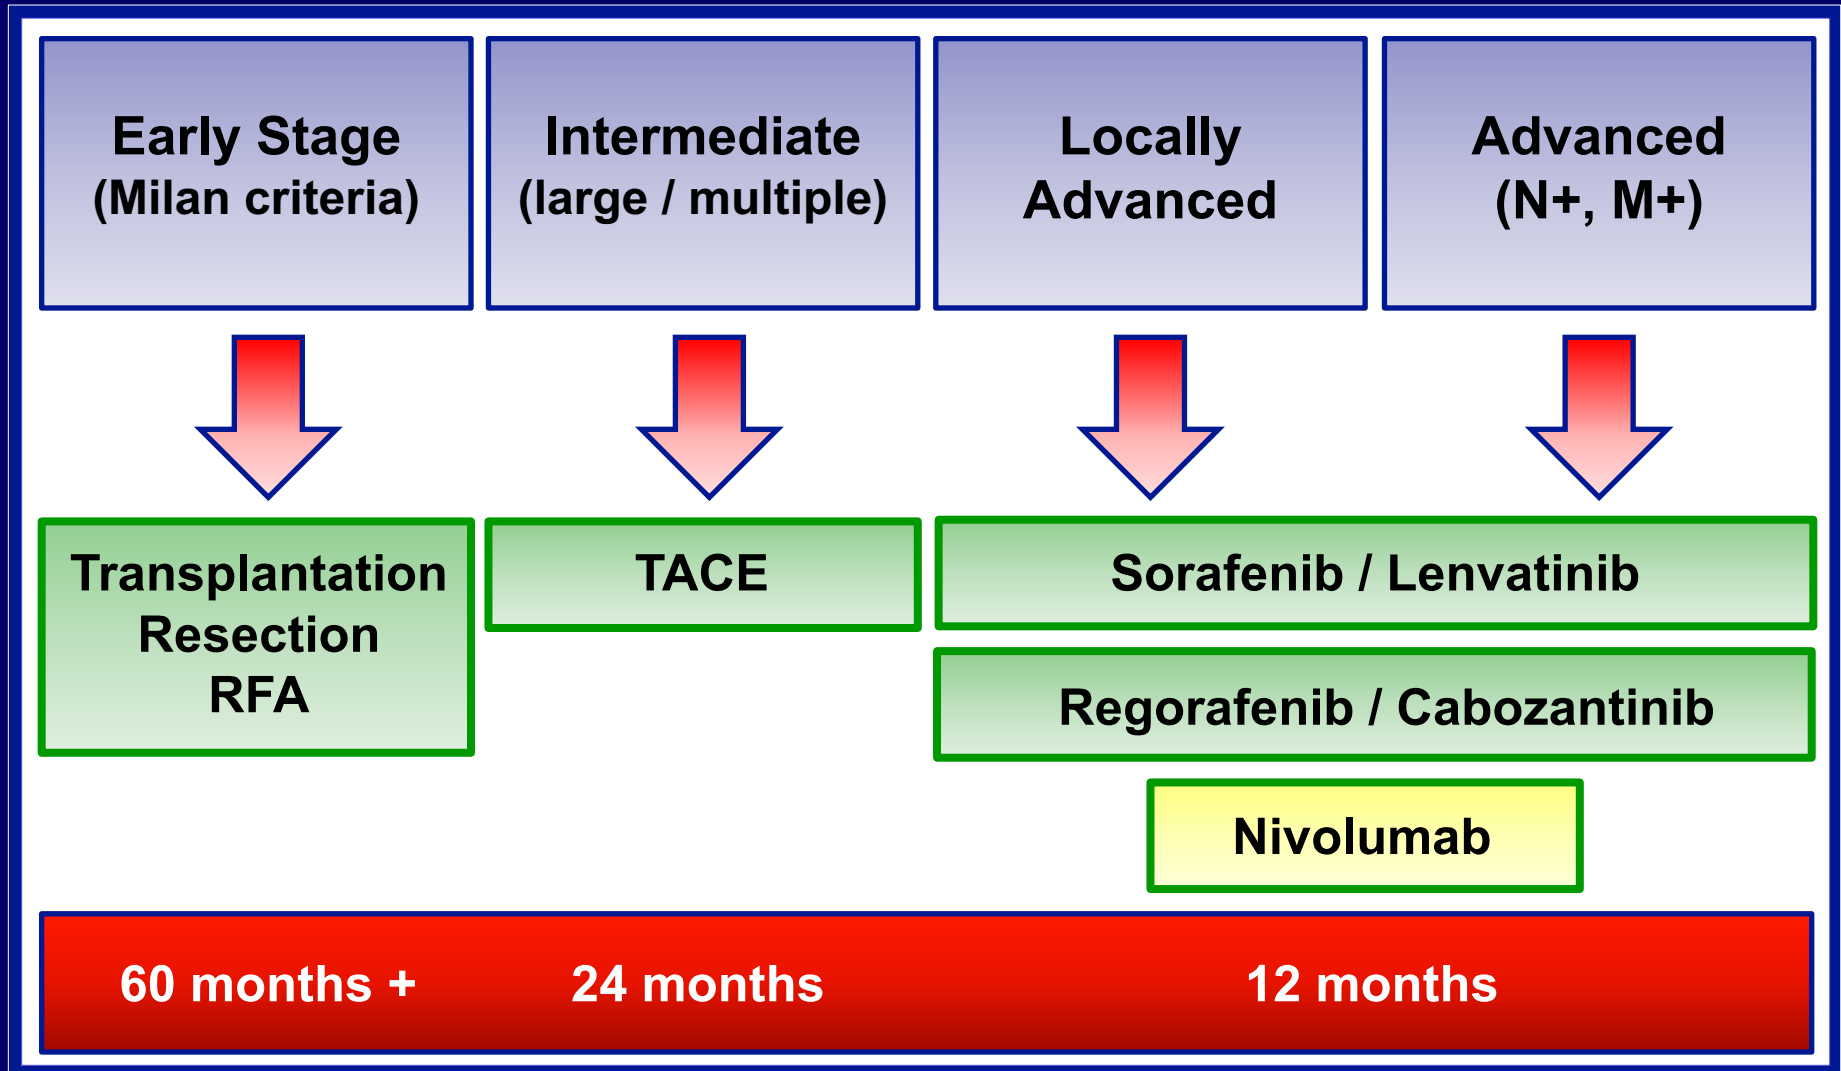 Early Stage
(Milan criteria)
Intermediate
(large / multiple)
Locally
Advanced
Advanced
(N+, M+)
Transplantation
Resection
RFA
TACE
Sorafenib / Lenvatinib
Regorafenib / Cabozantinib
Nivolumab
60 months +
24 months
12 months